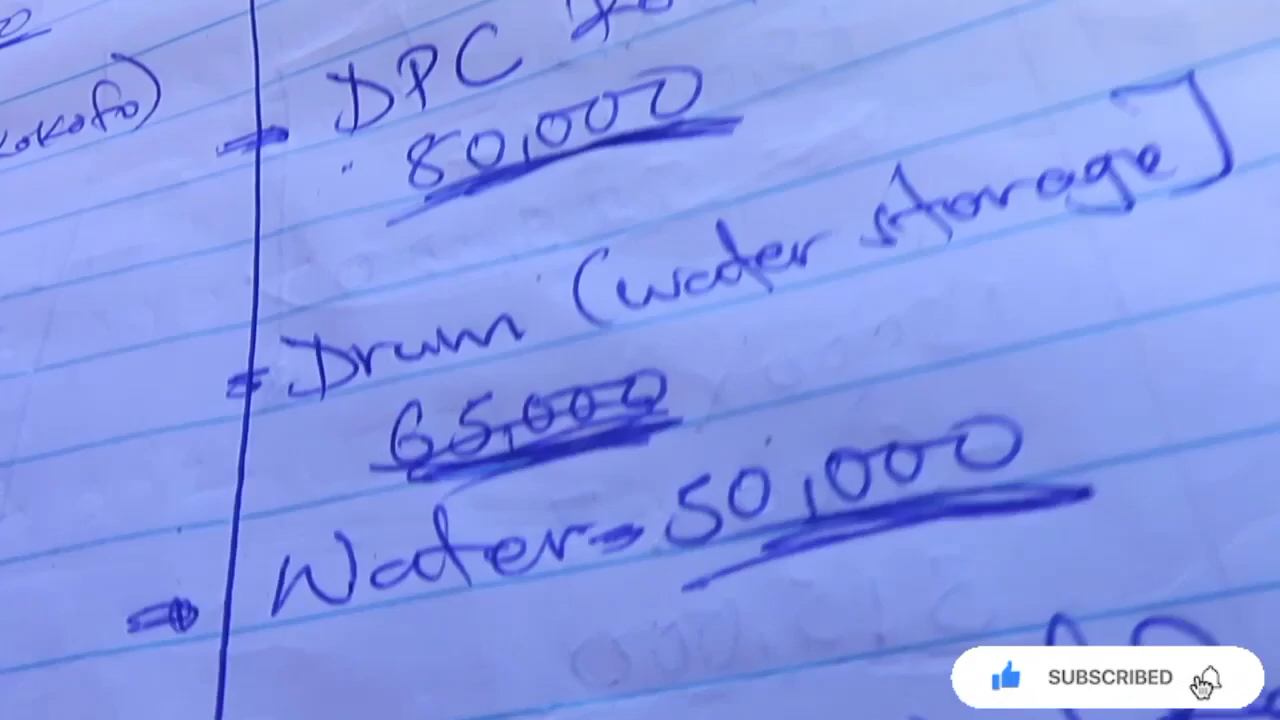 DPC
80,000
Drum (water storage]
65,000
Water = 50,000
SUBSCRIBED